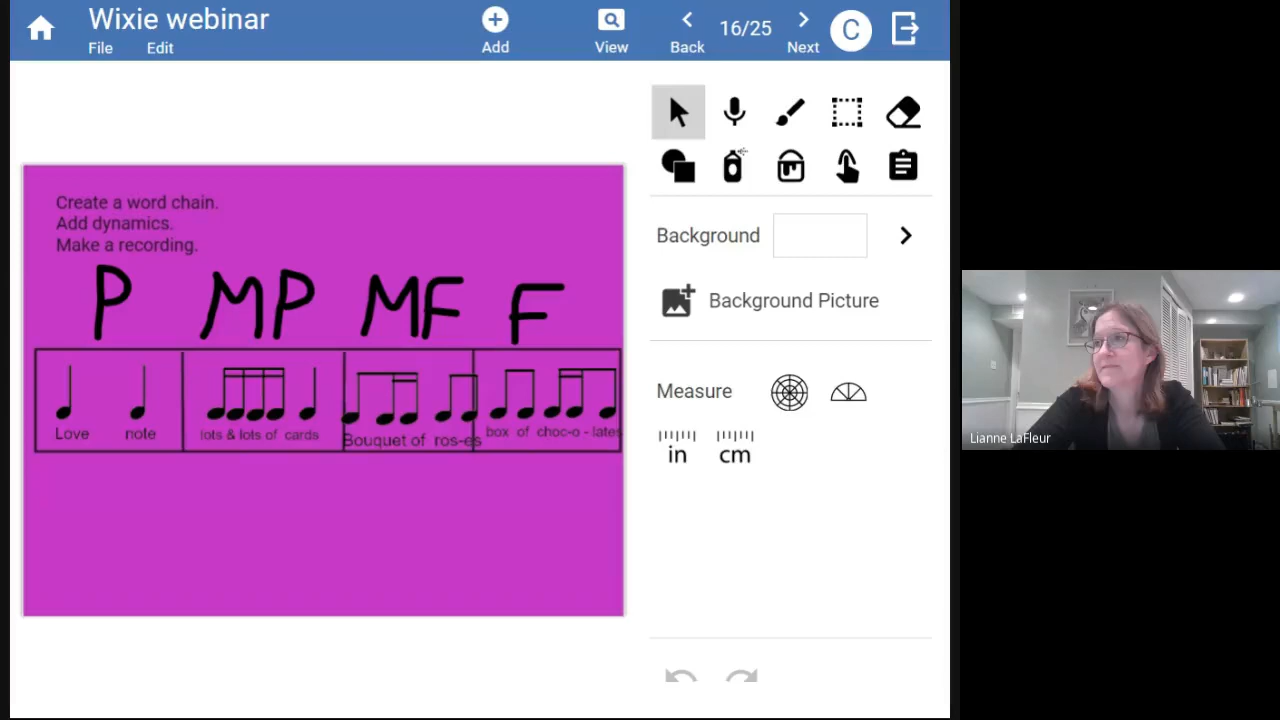 Wixie webinar
File Edit
Add
View
Back
16/25
Next
C
Create a word chain.
Add dynamics.
Make a recording.
P MP MF F
Love note lots & lots of cards Bouquet of ros-es box of choc-o - lates
Background
Background Picture
Measure
in cm
Lianne LaFleur